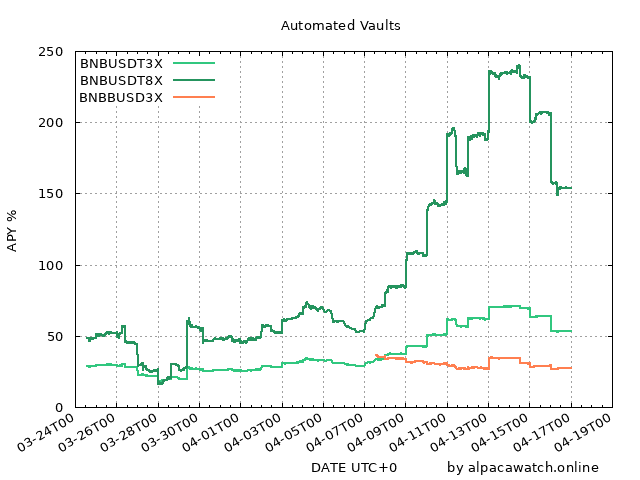 Automated Vaults
250
200
150
100
50
0
APY %
BNBUSDT3X
BNBUSDT8X
BNBBUSD3X
03-24T00
03-26T00
03-28T00
03-30T00
04-01T00
04-03T00
04-05T00
04-07T00
04-09T00
04-11T00
04-13T00
04-15T00
04-17T00
04-19T00
DATE UTC+0
by alpacawatch.online